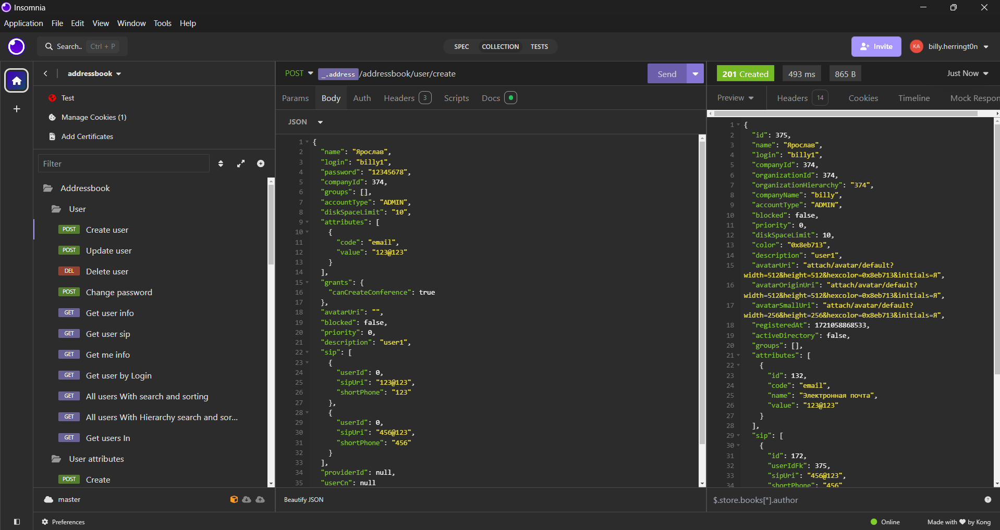 Insomnia
Application File Edit View Window Tools Help
Search.. Ctrl + P
SPEC COLLECTION TESTS
Invite
KA billy.herringt0n
addressbook
Test
Manage Cookies (1)
Add Certificates
Filter
Addressbook
User
POST Create user
POST Update user
DEL Delete user
POST Change password
GET Get user info
GET Get user sip
GET Get me info
GET Get user by Login
GET All users With search and sorting
GET All users With Hierarchy search and sor...
GET Get users In
User attributes
POST Create
master
Preferences
POST _.address/addressbook/user/create
Send
Params Body Auth Headers 3 Scripts Docs
JSON
1 {
2 "name": "Ярослав",
3 "login": "billy1",
4 "password": "12345678",
5 "companyId": 374,
6 "groups": [],
7 "accountType": "ADMIN",
8 "diskSpaceLimit": "10",
9 "attributes": [
10 {
11 "code": "email",
12 "value": "123@123"
13 }
14 ],
15 "grants": {
16 "canCreateConference": true
17 },
18 "avatarUri": "",
19 "blocked": false,
20 "priority": 0,
21 "description": "user1",
22 "sip": [
23 {
24 "userId": 0,
25 "sipUri": "123@123",
26 "shortPhone": "123"
27 },
28 {
29 "userId": 0,
30 "sipUri": "456@123",
31 "shortPhone": "456"
32 }
33 ],
34 "providerId": null,
35 "userCn": null
Beautify JSON
201 Created 493 ms 865 B Just Now
Preview Headers 14 Cookies Timeline Mock Respon
1 {
2 "id": 375,
3 "name": "Ярослав",
4 "login": "billy1",
5 "companyId": 374,
6 "organizationId": 374,
7 "organizationHierarchy": "374",
8 "companyName": "billy",
9 "accountType": "ADMIN",
10 "blocked": false,
11 "priority": 0,
12 "diskSpaceLimit": 10,
13 "color": "0x8eb713",
14 "description": "user1",
15 "avatarUri": "attach/avatar/default?
width=512&height=512&hexcolor=0x8eb713&initials=Я",
16 "avatarOriginUri": "attach/avatar/default?
width=512&height=512&hexcolor=0x8eb713&initials=Я",
17 "avatarSmallUri": "attach/avatar/default?
width=256&height=256&hexcolor=0x8eb713&initials=Я",
18 "registeredAt": 1721058868533,
19 "activeDirectory": false,
20 "groups": [],
21 "attributes": [
22 {
23 "id": 132,
24 "code": "email",
25 "name": "Электронная почта",
26 "value": "123@123"
27 }
28 ],
29 "sip": [
30 {
31 "id": 172,
32 "userIdFk": 375,
33 "sipUri": "456@123",
34 "shortPhone": "456"
$.store.books[*].author
Online
Made with ♥ by Kong